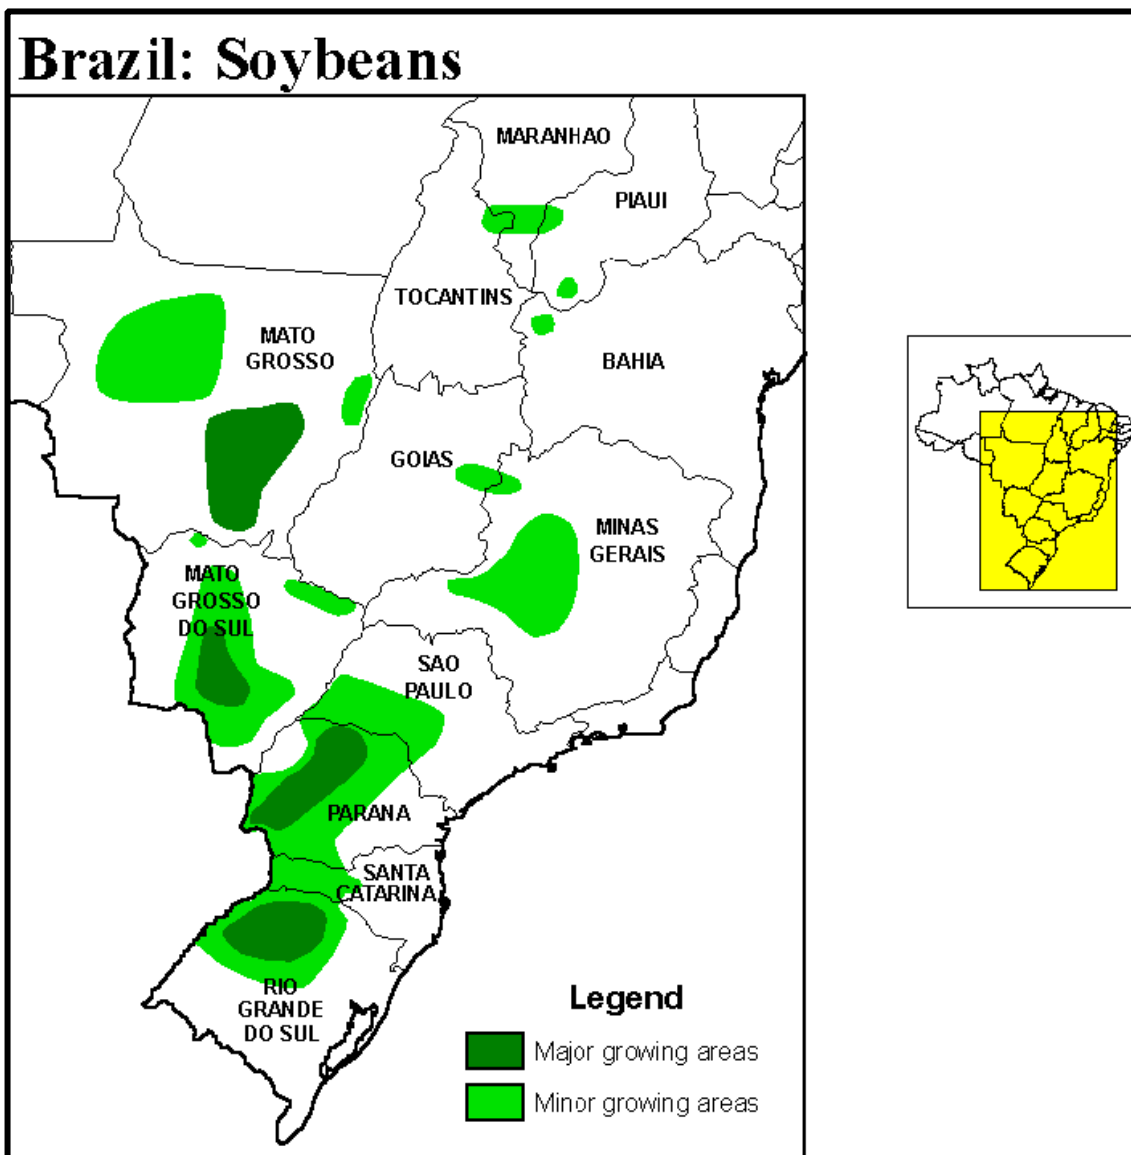 Brazil: Soybeans
MARANHAO
PIAUI
TOCANTINS
MATO
GROSSO
BAHIA
GOIAS
MINAS
GERAIS
MATO
GROSSO
DO SUL
SAO
PAULO
PARANA
SANTA
CATARINA
RIO
GRANDE
DO SUL
Legend
Major growing areas
Minor growing areas